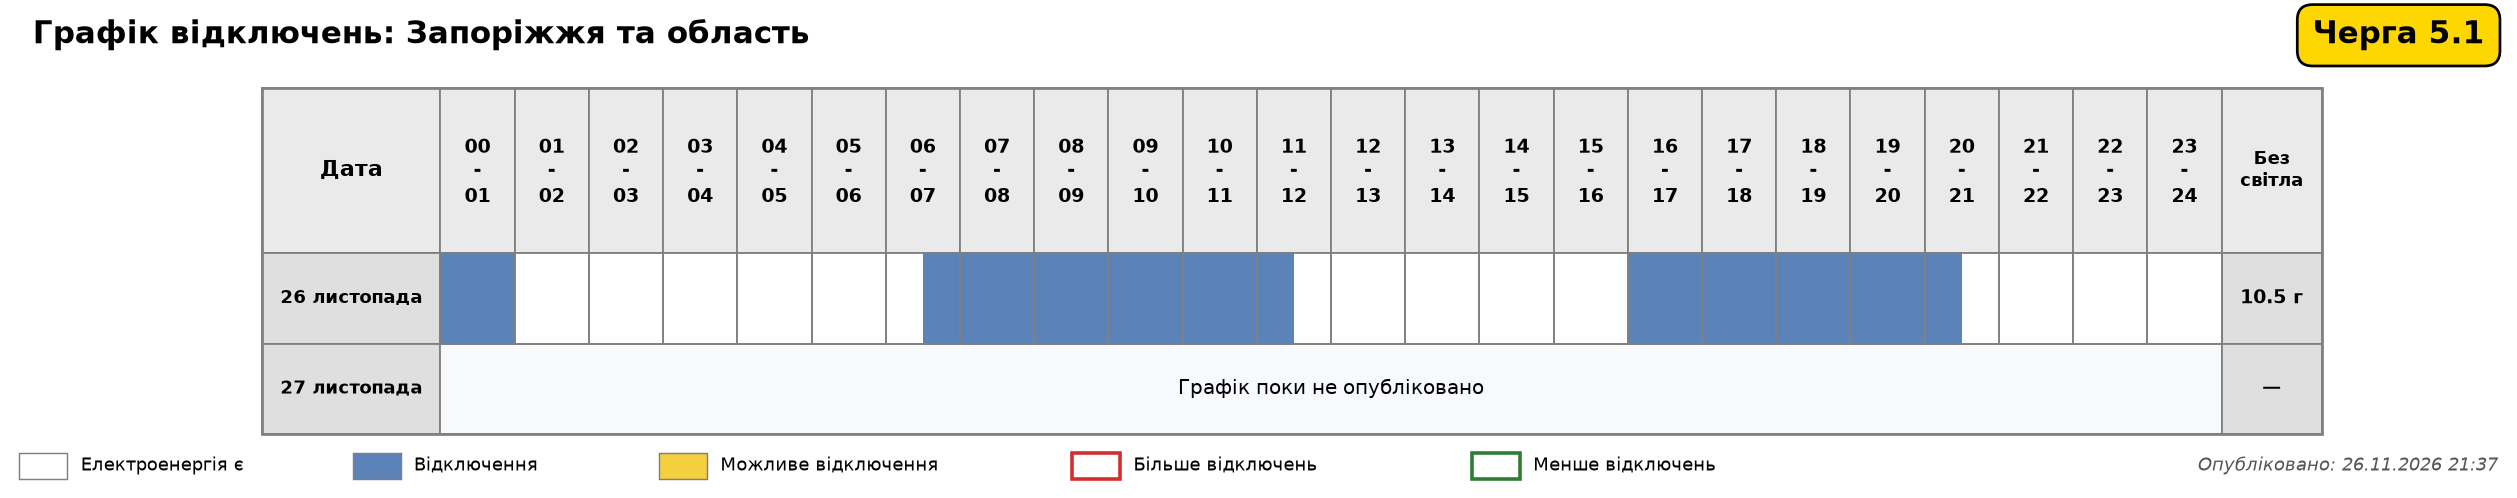 Графік відключень: Запоріжжя та область
Черга 5.1
Дата
00 - 01
01 - 02
02 - 03
03 - 04
04 - 05
05 - 06
06 - 07
07 - 08
08 - 09
09 - 10
10 - 11
11 - 12
12 - 13
13 - 14
14 - 15
15 - 16
16 - 17
17 - 18
18 - 19
19 - 20
20 - 21
21 - 22
22 - 23
23 - 24
Без
світла
26 листопада
10.5 г
27 листопада
Графік поки не опубліковано
—
Електроенергія є
Відключення
Можливе відключення
Більше відключень
Менше відключень
Опубліковано: 26.11.2026 21:37